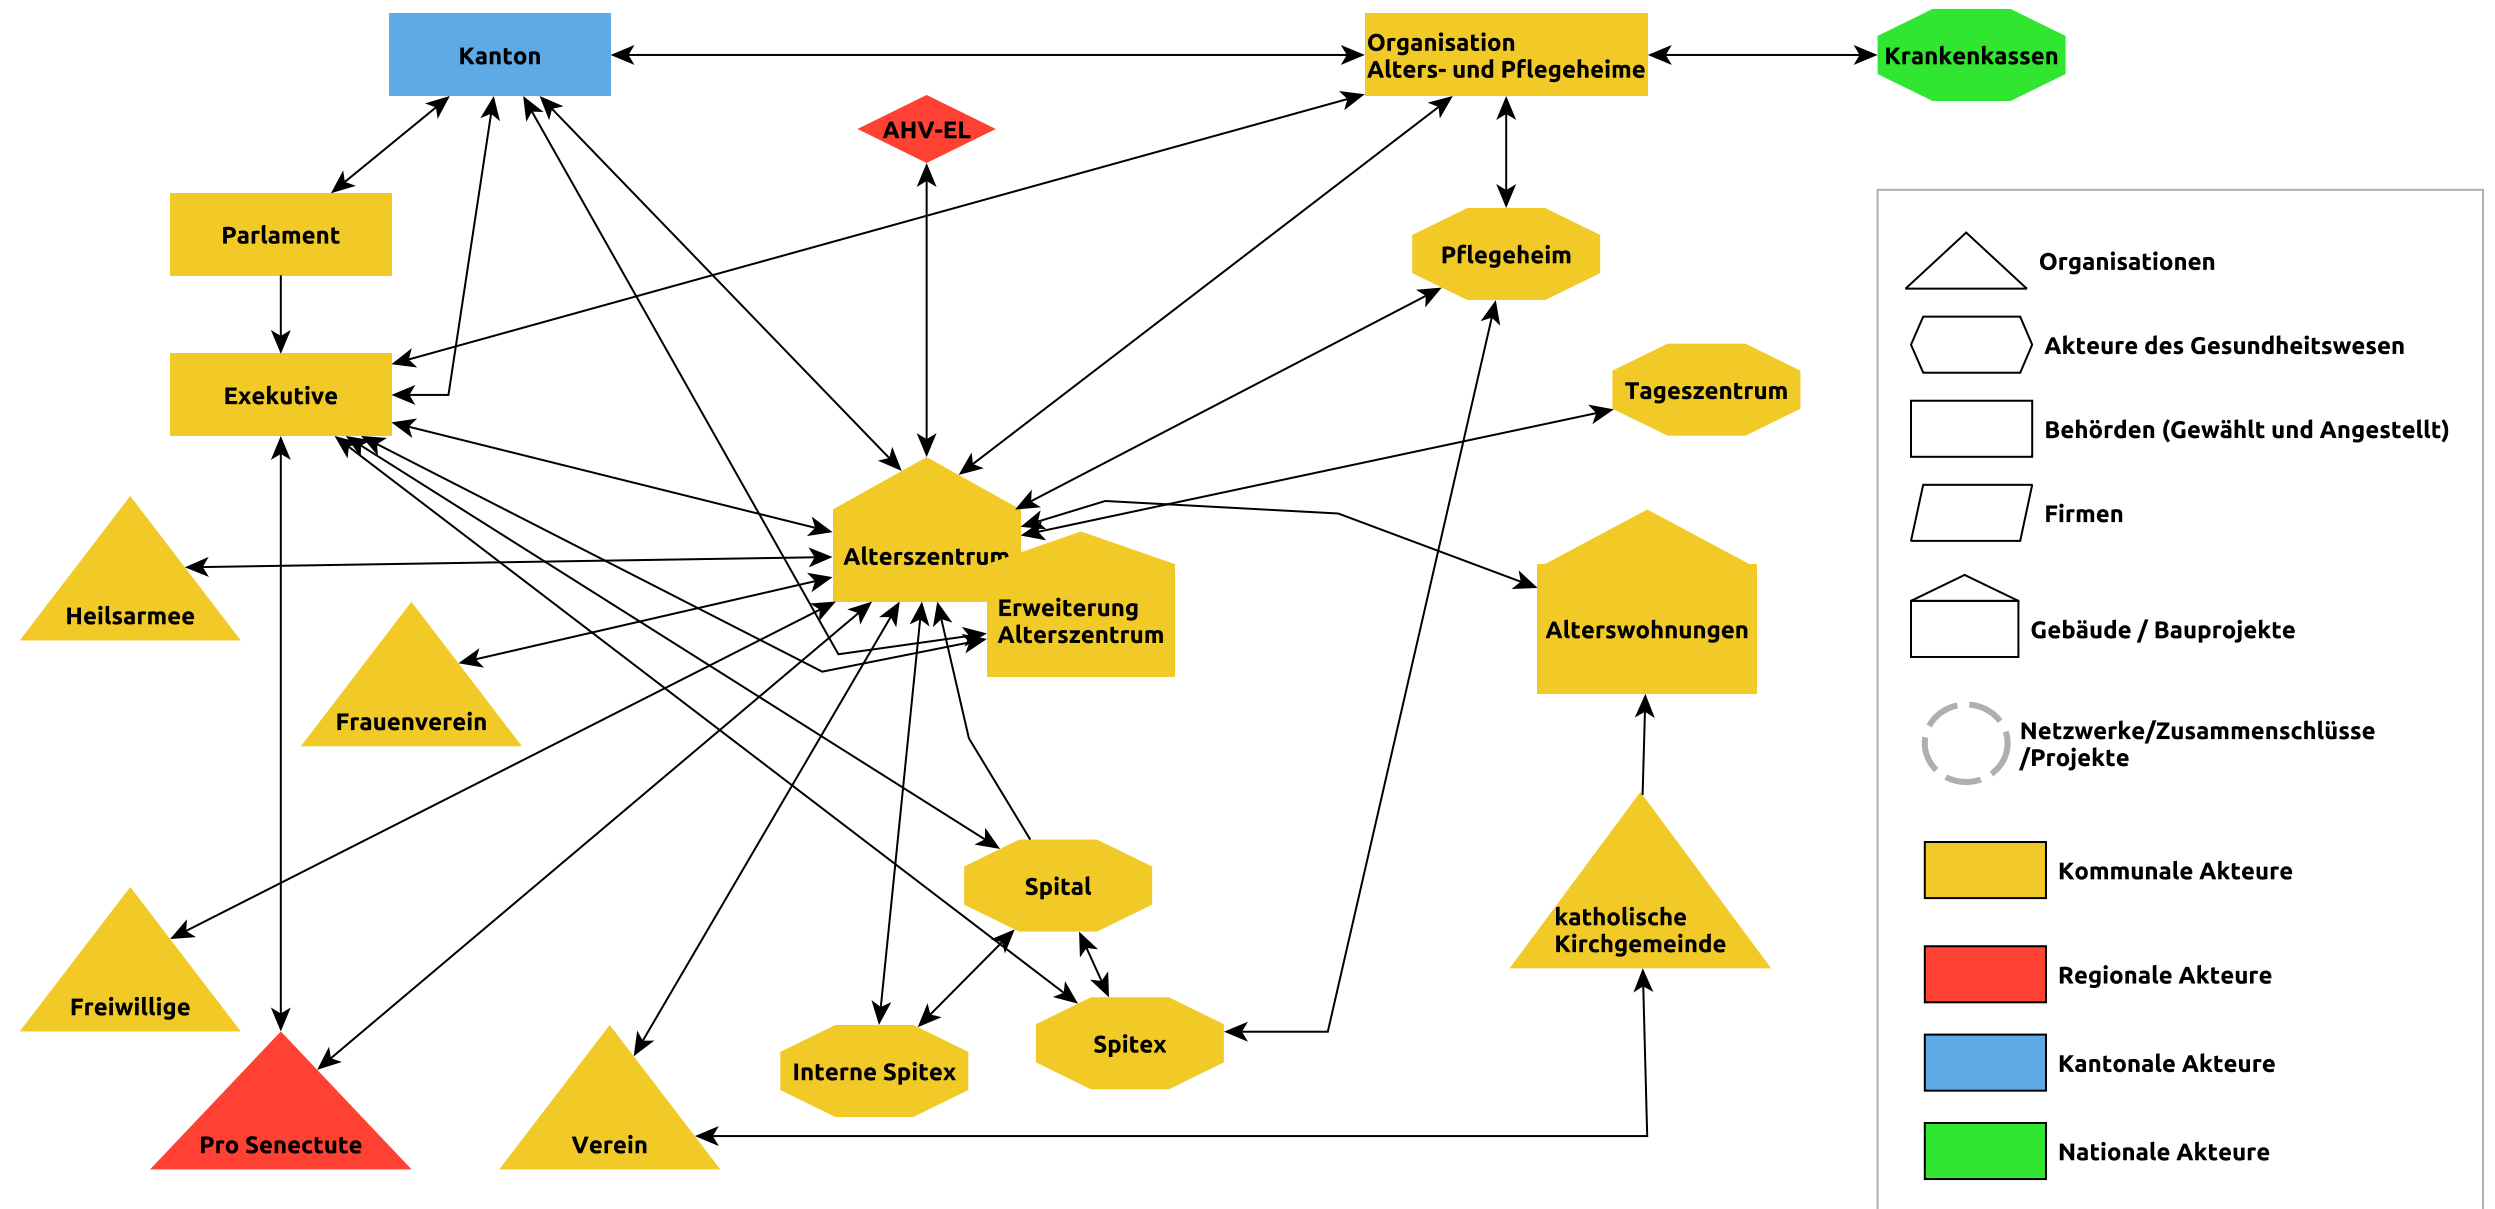 Kanton
Organisation
Alters- und Pflegeheime
Krankenkassen
AHV-EL
Parlament
Pflegeheim
Exekutive
Tageszentrum
Alterszentrum
Heilsarmee
Erweiterung
Alterszentrum
Alterswohnungen
Frauenverein
Spital
katholische
Kirchgemeinde
Freiwillige
Spitex
Interne Spitex
Pro Senectute
Verein
Organisationen
Akteure des Gesundheitswesen
Behörden (Gewählt und Angestellt)
Firmen
Gebäude / Bauprojekte
Netzwerke/Zusammenschlüsse
/Projekte
Kommunale Akteure
Regionale Akteure
Kantonale Akteure
Nationale Akteure